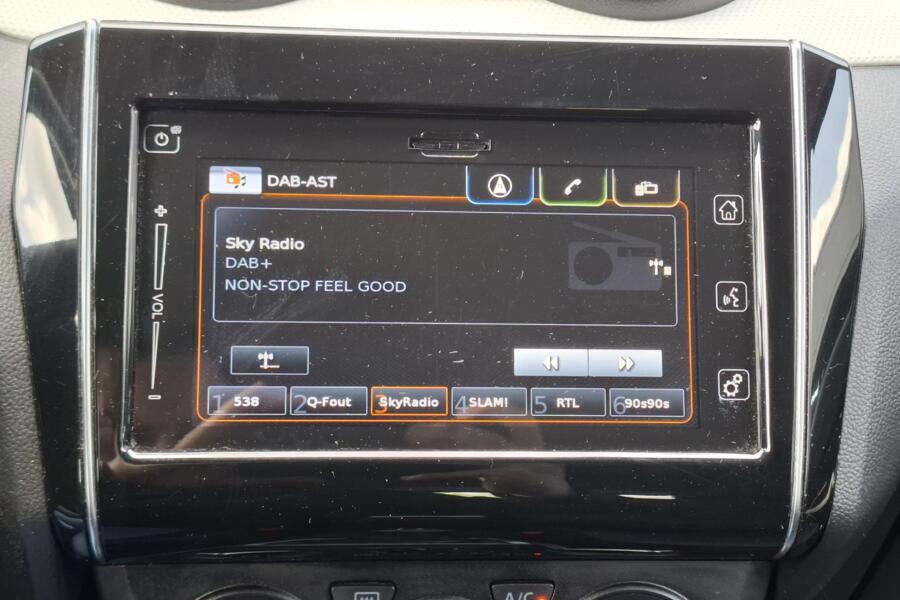 DAB-AST
Sky Radio
DAB+
NON-STOP FEEL GOOD
VOL
1 538
2 Q-Fout
3 SkyRadio
4 SLAM!
5 RTL
6 90s90s
A/C